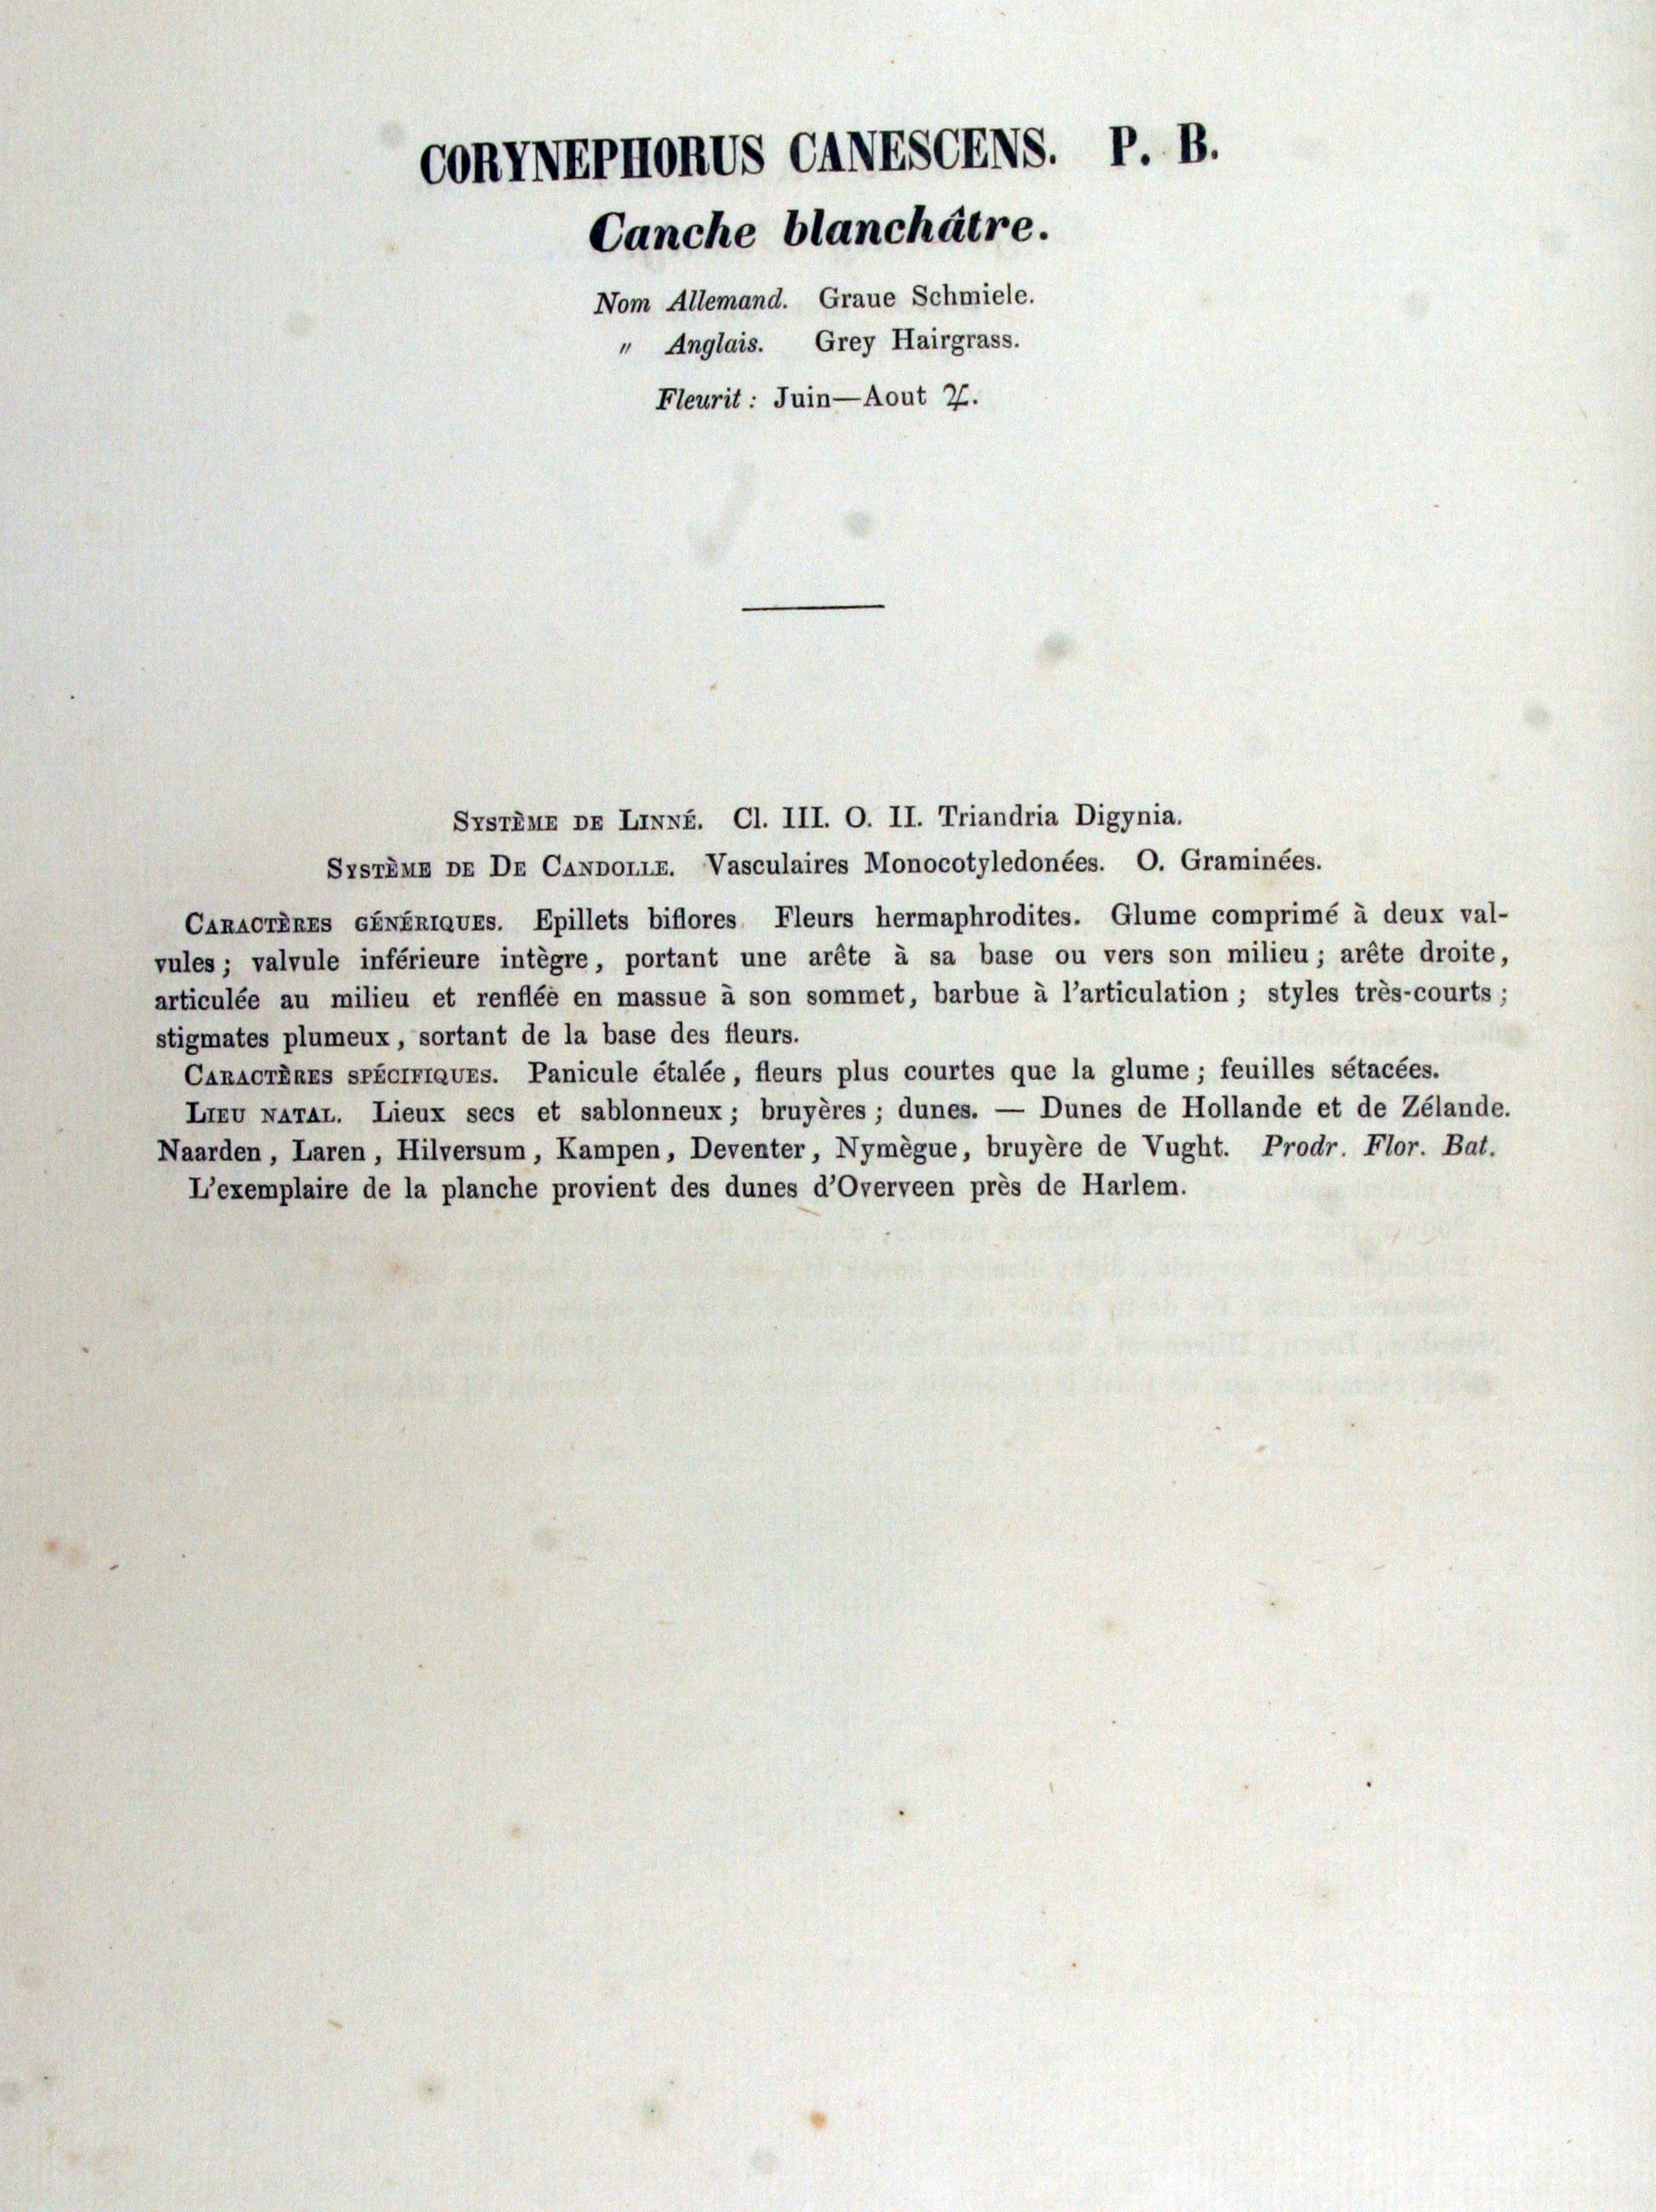 CORYNEPHORUS CANESCENS. P. B.
Canche blanchâtre.
Nom Allemand. Graue Schmiele.
" Anglais. Grey Hairgrass.
Fleurit: Juin—Aout ♃.
Système de Linné. Cl. III. O. II. Triandria Digynia.
Système de De Candolle. Vasculaires Monocotyledonées. O. Graminées.
Caractères génériques. Epillets biflores. Fleurs hermaphrodites. Glume comprimé à deux val-
vules; valvule inférieure intègre, portant une arête à sa base ou vers son milieu; arête droite,
articulée au milieu et renflée en massue à son sommet, barbue à l'articulation; styles très-courts;
stigmates plumeux, sortant de la base des fleurs.
Caractères spécifiques. Panicule étalée, fleurs plus courtes que la glume; feuilles sétacées.
Lieu natal. Lieux secs et sablonneux; bruyères; dunes. — Dunes de Hollande et de Zélande.
Naarden, Laren, Hilversum, Kampen, Deventer, Nymègue, bruyère de Vught. Prodr. Flor. Bat.
L'exemplaire de la planche provient des dunes d'Overveen près de Harlem.